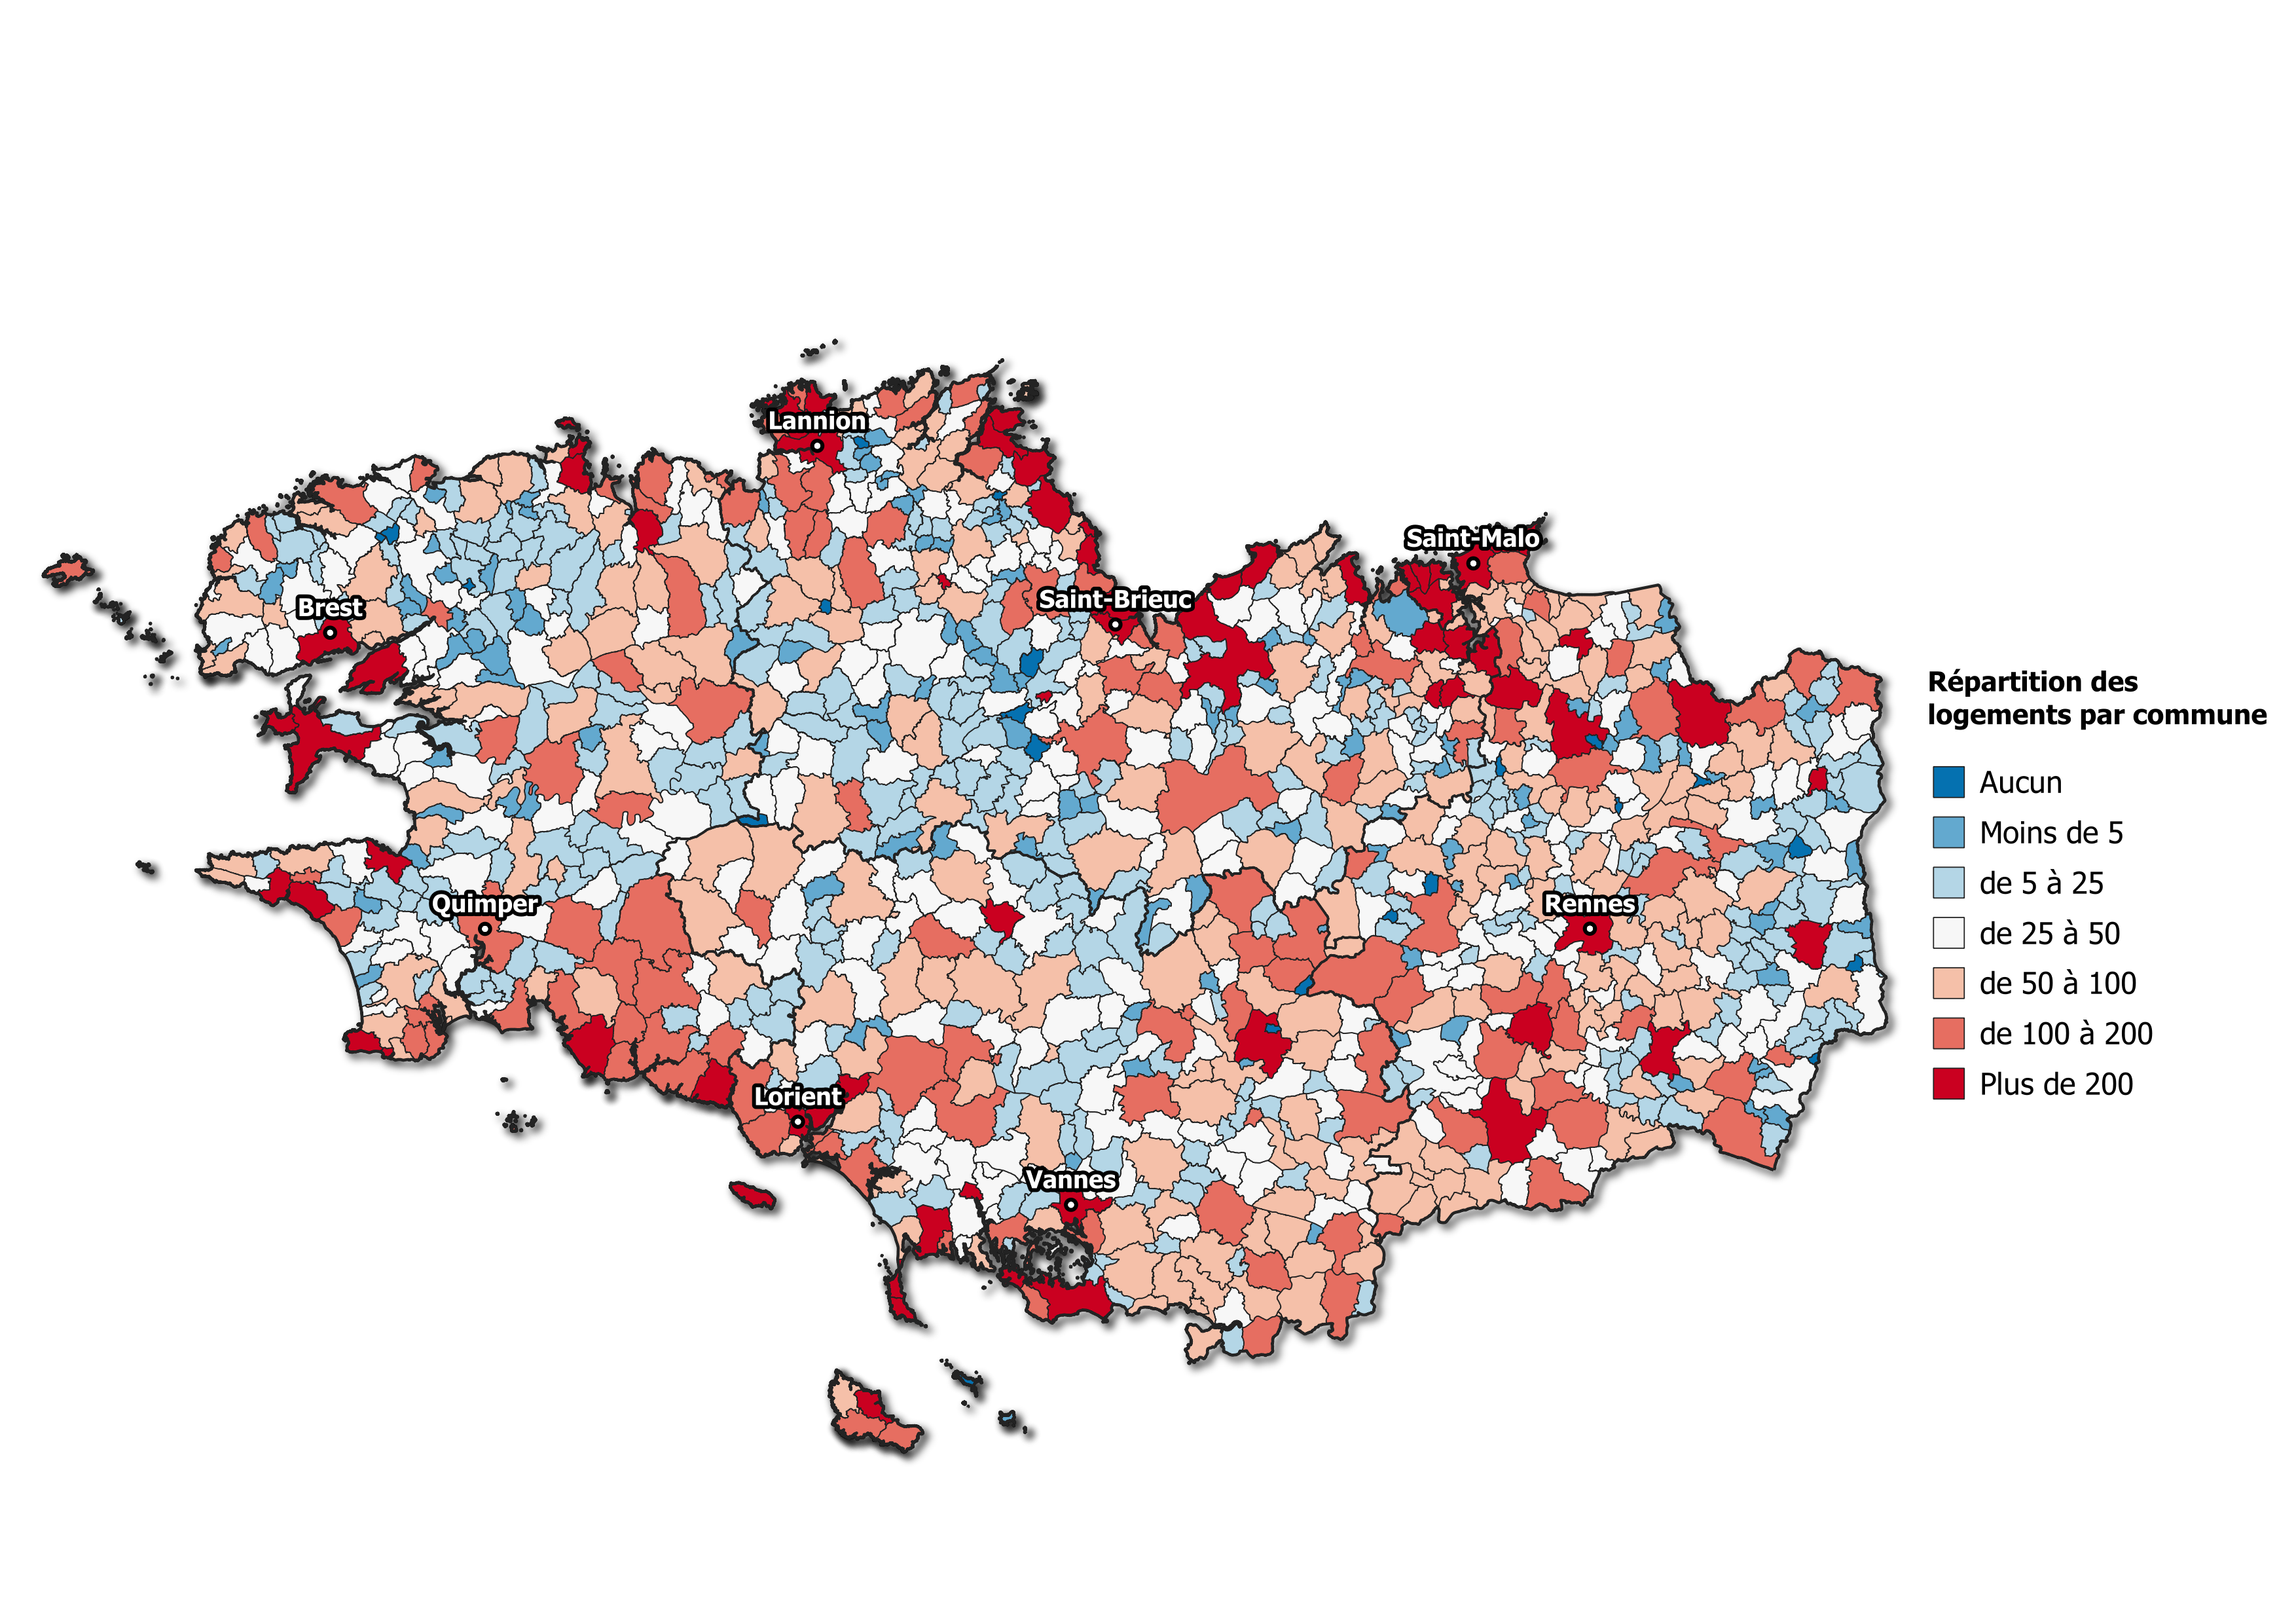 Lannion
Saint-Malo
Saint-Brieuc
Brest
Répartition des
logements par commune
Aucun
Moins de 5
de 5 à 25
de 25 à 50
de 50 à 100
de 100 à 200
Plus de 200
Quimper
Rennes
Lorient
Vannes